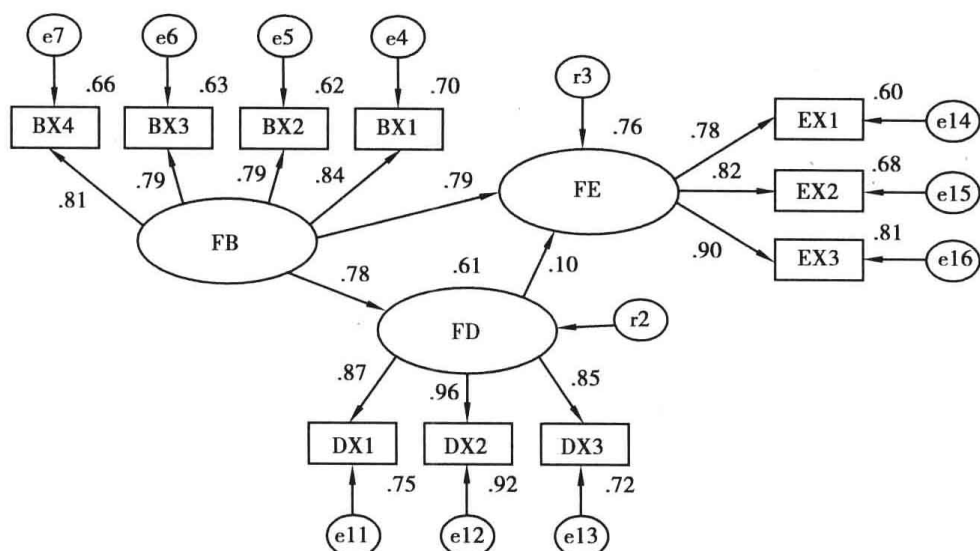 e7 e6 e5 e4
.66 .63 .62 .70
r3
BX4 BX3 BX2 BX1
.76
.60
EX1
e14
.78
.81 .79 .79 .84
.79
FE
.82
.68
EX2
e15
FB
.90
.81
EX3
e16
.78
.61
.10
FD
r2
.87 .96 .85
DX1 DX2 DX3
.75 .92 .72
e11 e12 e13